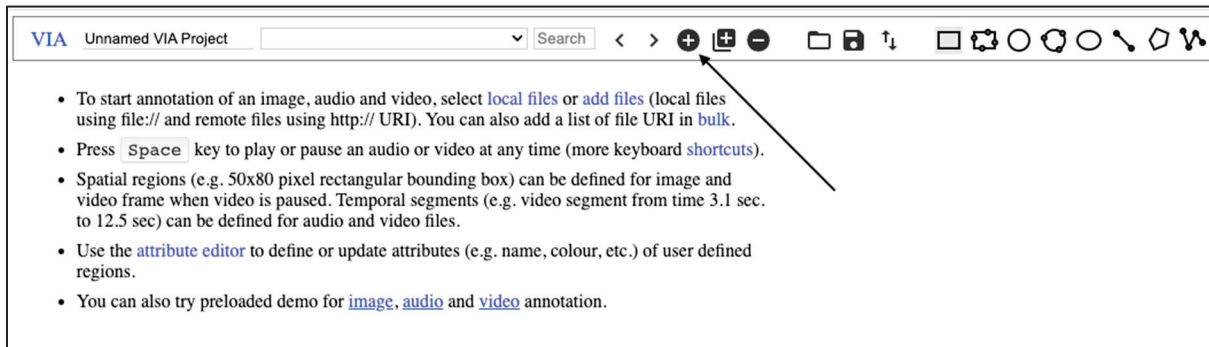 VIA Unnamed VIA Project Search
• To start annotation of an image, audio and video, select local files or add files (local files
using file:// and remote files using http:// URI). You can also add a list of file URI in bulk.
• Press Space key to play or pause an audio or video at any time (more keyboard shortcuts).
• Spatial regions (e.g. 50x80 pixel rectangular bounding box) can be defined for image and
video frame when video is paused. Temporal segments (e.g. video segment from time 3.1 sec.
to 12.5 sec) can be defined for audio and video files.
• Use the attribute editor to define or update attributes (e.g. name, colour, etc.) of user defined
regions.
• You can also try preloaded demo for image, audio and video annotation.